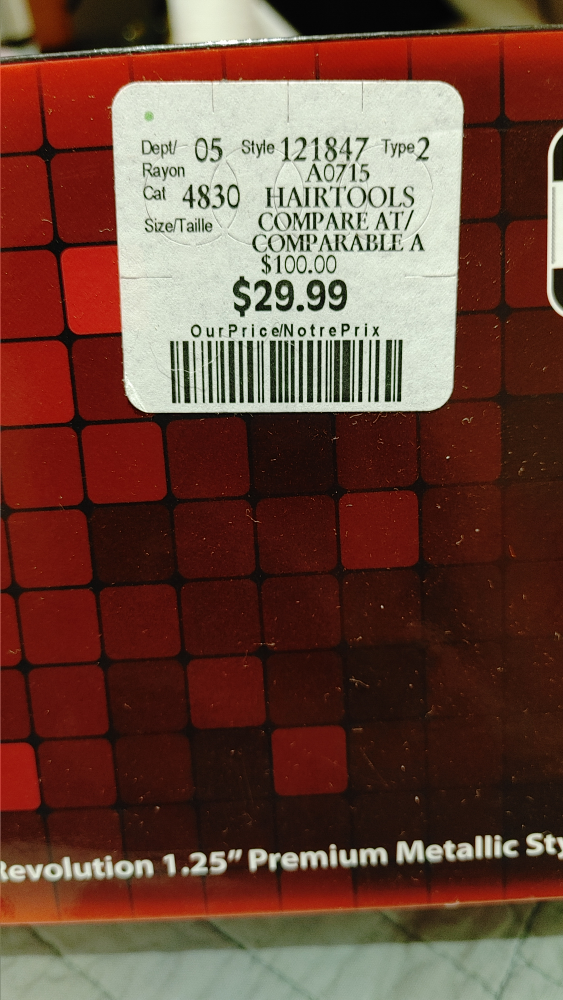 Dept/ 05 Style 121847 Type 2
Rayon A0715
Cat 4830 HAIRTOOLS
Size/Taille COMPARE AT/
COMPARABLE A
$100.00
$29.99
OurPrice/NotrePrix
Revolution 1.25" Premium Metallic